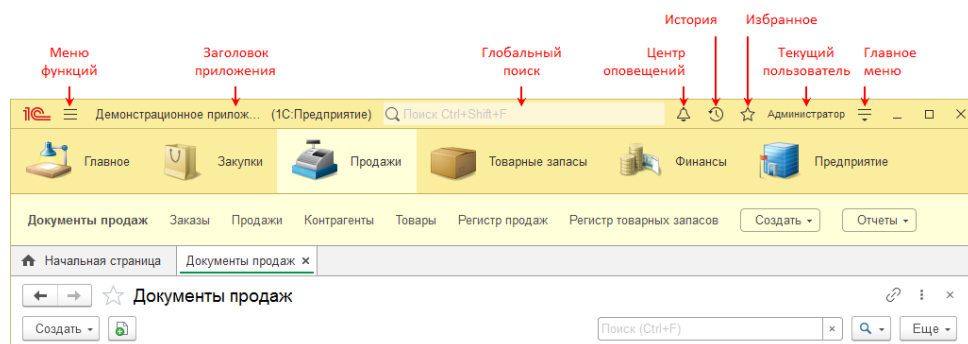 История Избранное
Меню Заголовок Глобальный Центр Текущий Главное
функций приложения поиск оповещений пользователь меню
1С Демонстрационное прилож... (1С:Предприятие) Поиск Ctrl+Shift+F Администратор
Главное Закупки Продажи Товарные запасы Финансы Предприятие
Документы продаж Заказы Продажи Контрагенты Товары Регистр продаж Регистр товарных запасов Создать Отчеты
Начальная страница Документы продаж ×
Документы продаж
Создать Поиск (Ctrl+F) × Еще